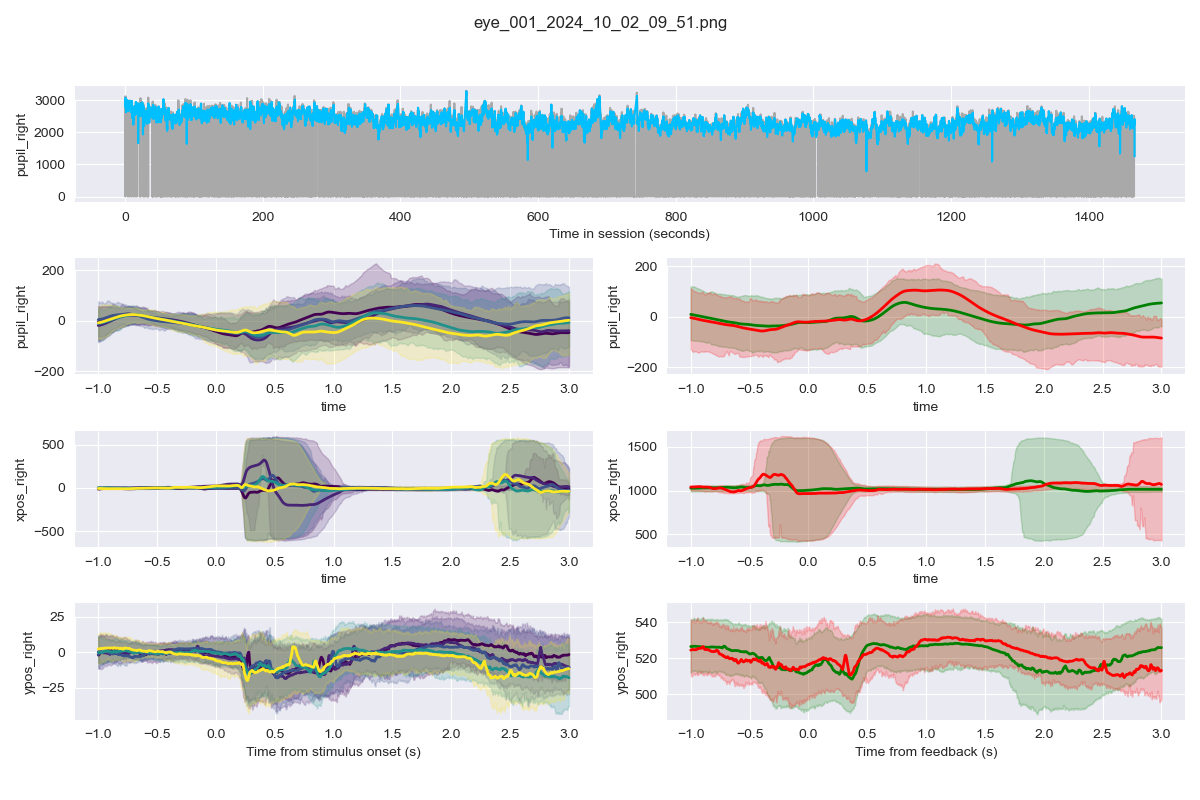 eye_001_2024_10_02_09_51.png
pupil_right
3000
2000
1000
0
0 200 400 600 800 1000 1200 1400
Time in session (seconds)
pupil_right
200
0
−200
−1.0 −0.5 0.0 0.5 1.0 1.5 2.0 2.5 3.0
time
pupil_right
200
0
−200
−1.0 −0.5 0.0 0.5 1.0 1.5 2.0 2.5 3.0
time
xpos_right
500
0
−500
−1.0 −0.5 0.0 0.5 1.0 1.5 2.0 2.5 3.0
time
xpos_right
1500
1000
500
−1.0 −0.5 0.0 0.5 1.0 1.5 2.0 2.5 3.0
time
ypos_right
25
0
−25
−1.0 −0.5 0.0 0.5 1.0 1.5 2.0 2.5 3.0
Time from stimulus onset (s)
ypos_right
540
520
500
−1.0 −0.5 0.0 0.5 1.0 1.5 2.0 2.5 3.0
Time from feedback (s)